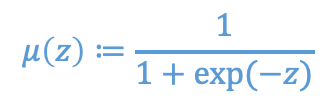 μ(z) ≔ 1 / (1 + exp(−z))